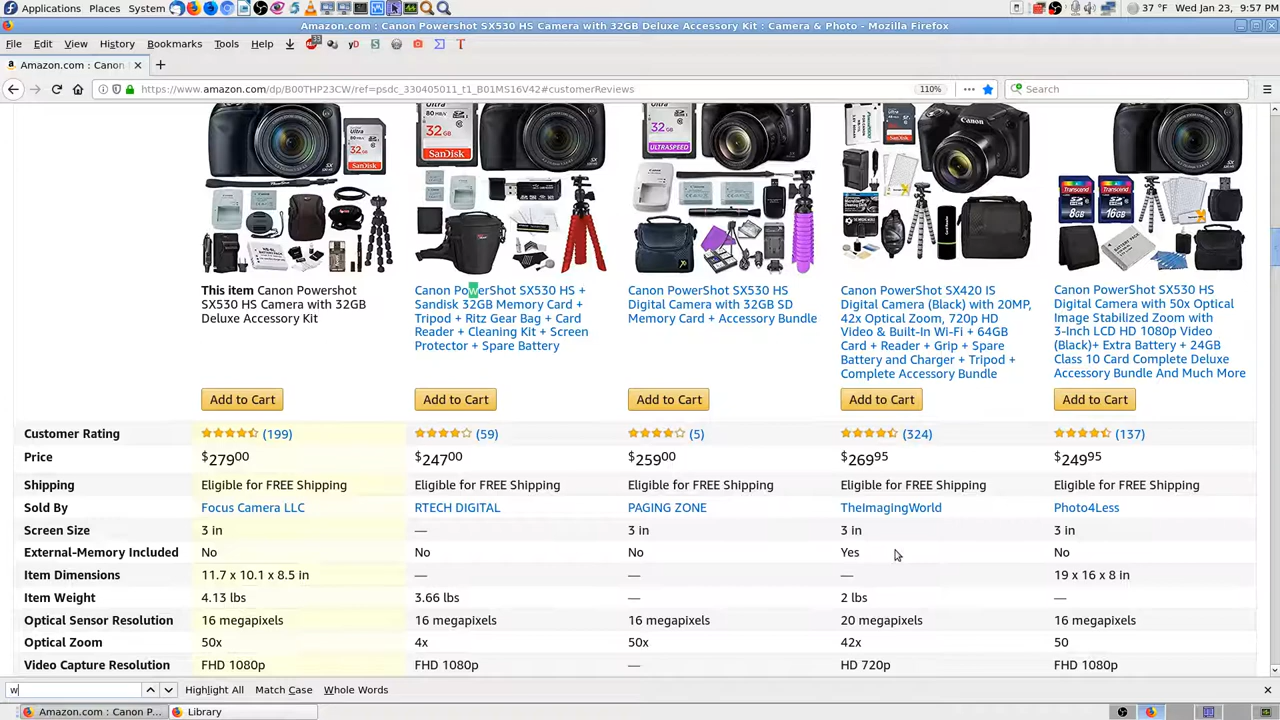 Applications Places System 37 °F Wed Jan 23, 9:57 PM
Amazon.com : Canon Powershot SX530 HS Camera with 32GB Deluxe Accessory Kit : Camera & Photo - Mozilla Firefox
File Edit View History Bookmarks Tools Help
Amazon.com : Canon
https://www.amazon.com/dp/B00THP23CW/ref=psdc_330405011_t1_B01MS16V42#customerReviews 110% Search
This item Canon Powershot
SX530 HS Camera with 32GB
Deluxe Accessory Kit
Canon PowerShot SX530 HS +
Sandisk 32GB Memory Card +
Tripod + Ritz Gear Bag + Card
Reader + Cleaning Kit + Screen
Protector + Spare Battery
Canon PowerShot SX530 HS
Digital Camera with 32GB SD
Memory Card + Accessory Bundle
Canon PowerShot SX420 IS
Digital Camera (Black) with 20MP,
42x Optical Zoom, 720p HD
Video & Built-In Wi-Fi + 64GB
Card + Reader + Grip + Spare
Battery and Charger + Tripod +
Complete Accessory Bundle
Canon PowerShot SX530 HS
Digital Camera with 50x Optical
Image Stabilized Zoom with
3-Inch LCD HD 1080p Video
(Black)+ Extra Battery + 24GB
Class 10 Card Complete Deluxe
Accessory Bundle And Much More
Add to Cart Add to Cart Add to Cart Add to Cart Add to Cart
Customer Rating (199) (59) (5) (324) (137)
Price $27900 $24700 $25900 $26995 $24995
Shipping Eligible for FREE Shipping Eligible for FREE Shipping Eligible for FREE Shipping Eligible for FREE Shipping Eligible for FREE Shipping
Sold By Focus Camera LLC RTECH DIGITAL PAGING ZONE TheImagingWorld Photo4Less
Screen Size 3 in — 3 in 3 in 3 in
External-Memory Included No No No Yes No
Item Dimensions 11.7 x 10.1 x 8.5 in — — — 19 x 16 x 8 in
Item Weight 4.13 lbs 3.66 lbs — 2 lbs —
Optical Sensor Resolution 16 megapixels 16 megapixels 16 megapixels 20 megapixels 16 megapixels
Optical Zoom 50x 4x 50x 42x 50
Video Capture Resolution FHD 1080p FHD 1080p — HD 720p FHD 1080p
w Highlight All Match Case Whole Words
Amazon.com : Canon P... Library